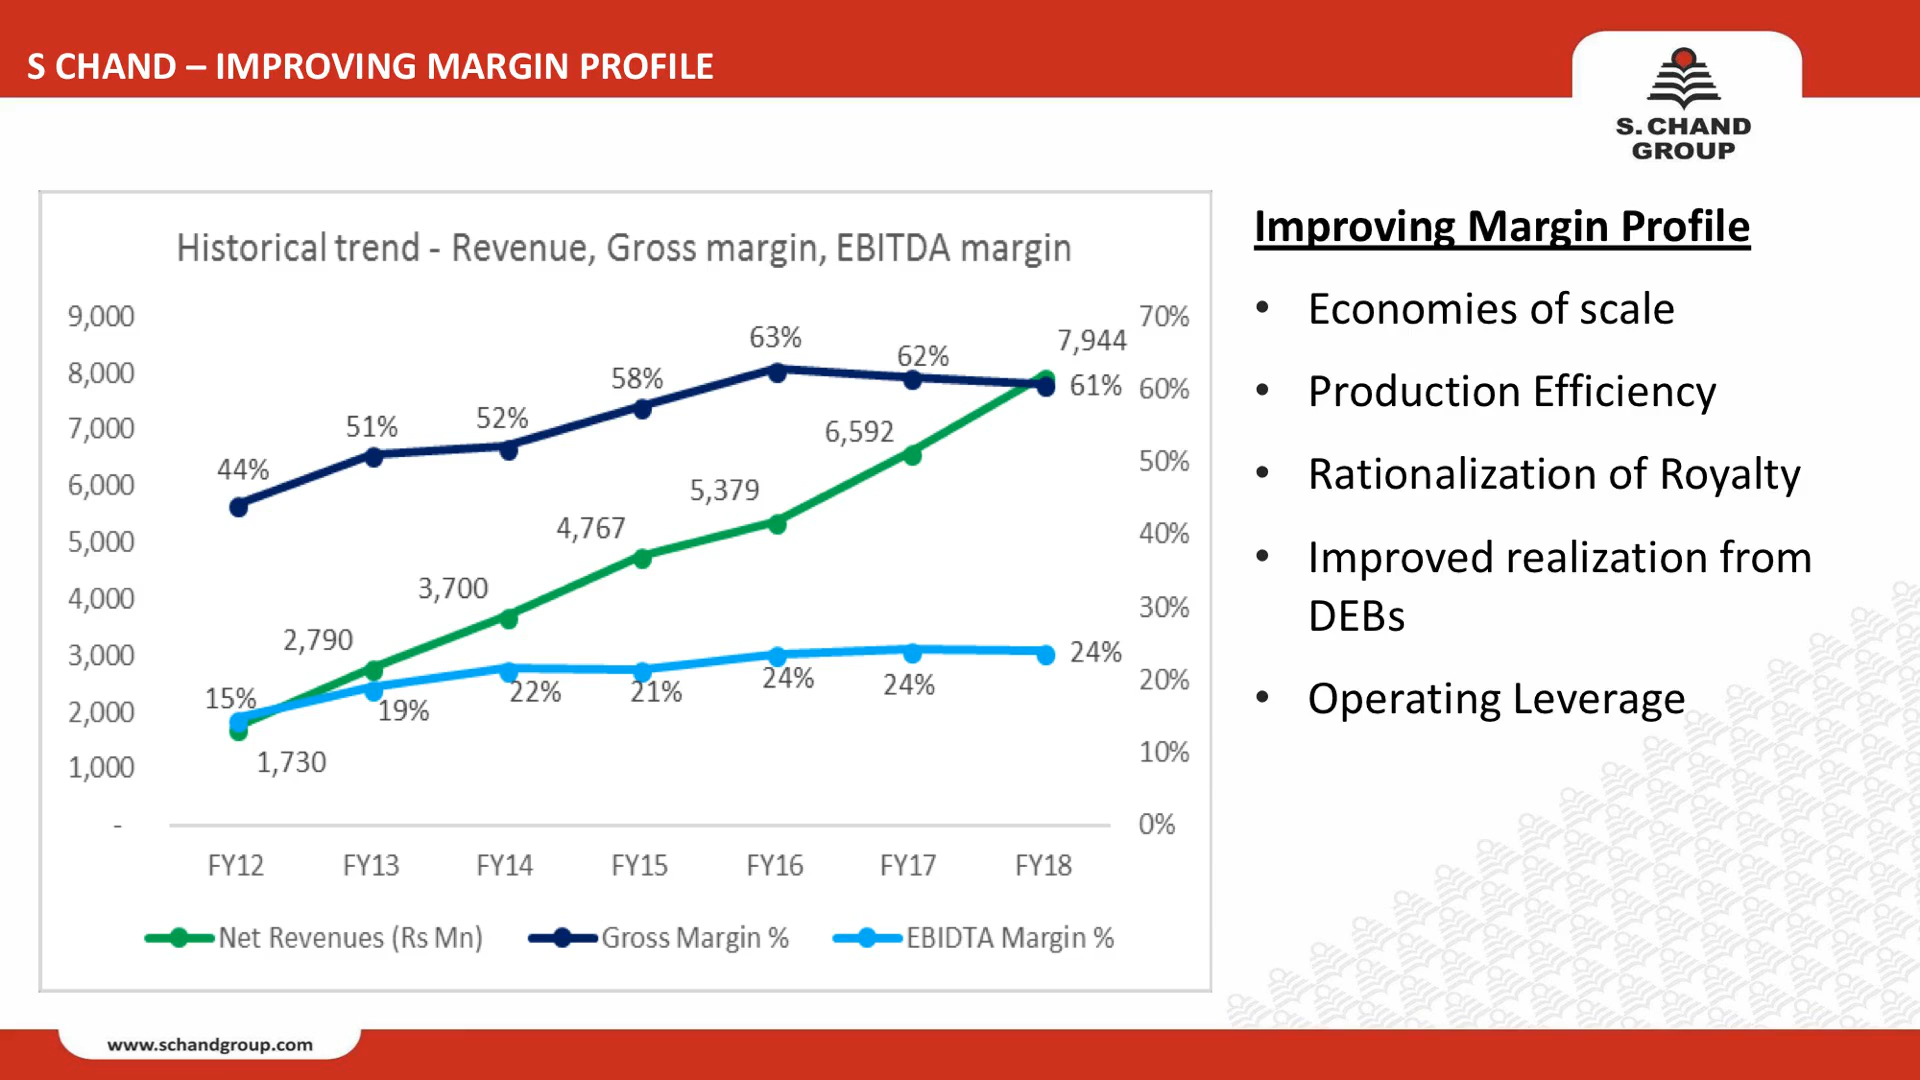 S CHAND – IMPROVING MARGIN PROFILE
S. CHAND
GROUP
Historical trend - Revenue, Gross margin, EBITDA margin
9,000
8,000
7,000
6,000
5,000
4,000
3,000
2,000
1,000
-
70%
60%
50%
40%
30%
20%
10%
0%
44%
51%
52%
58%
63%
62%
61%
1,730
2,790
3,700
4,767
5,379
6,592
7,944
15%
19%
22%
21%
24%
24%
24%
FY12 FY13 FY14 FY15 FY16 FY17 FY18
Net Revenues (Rs Mn) Gross Margin % EBIDTA Margin %
Improving Margin Profile
• Economies of scale
• Production Efficiency
• Rationalization of Royalty
• Improved realization from
DEBs
• Operating Leverage
www.schandgroup.com